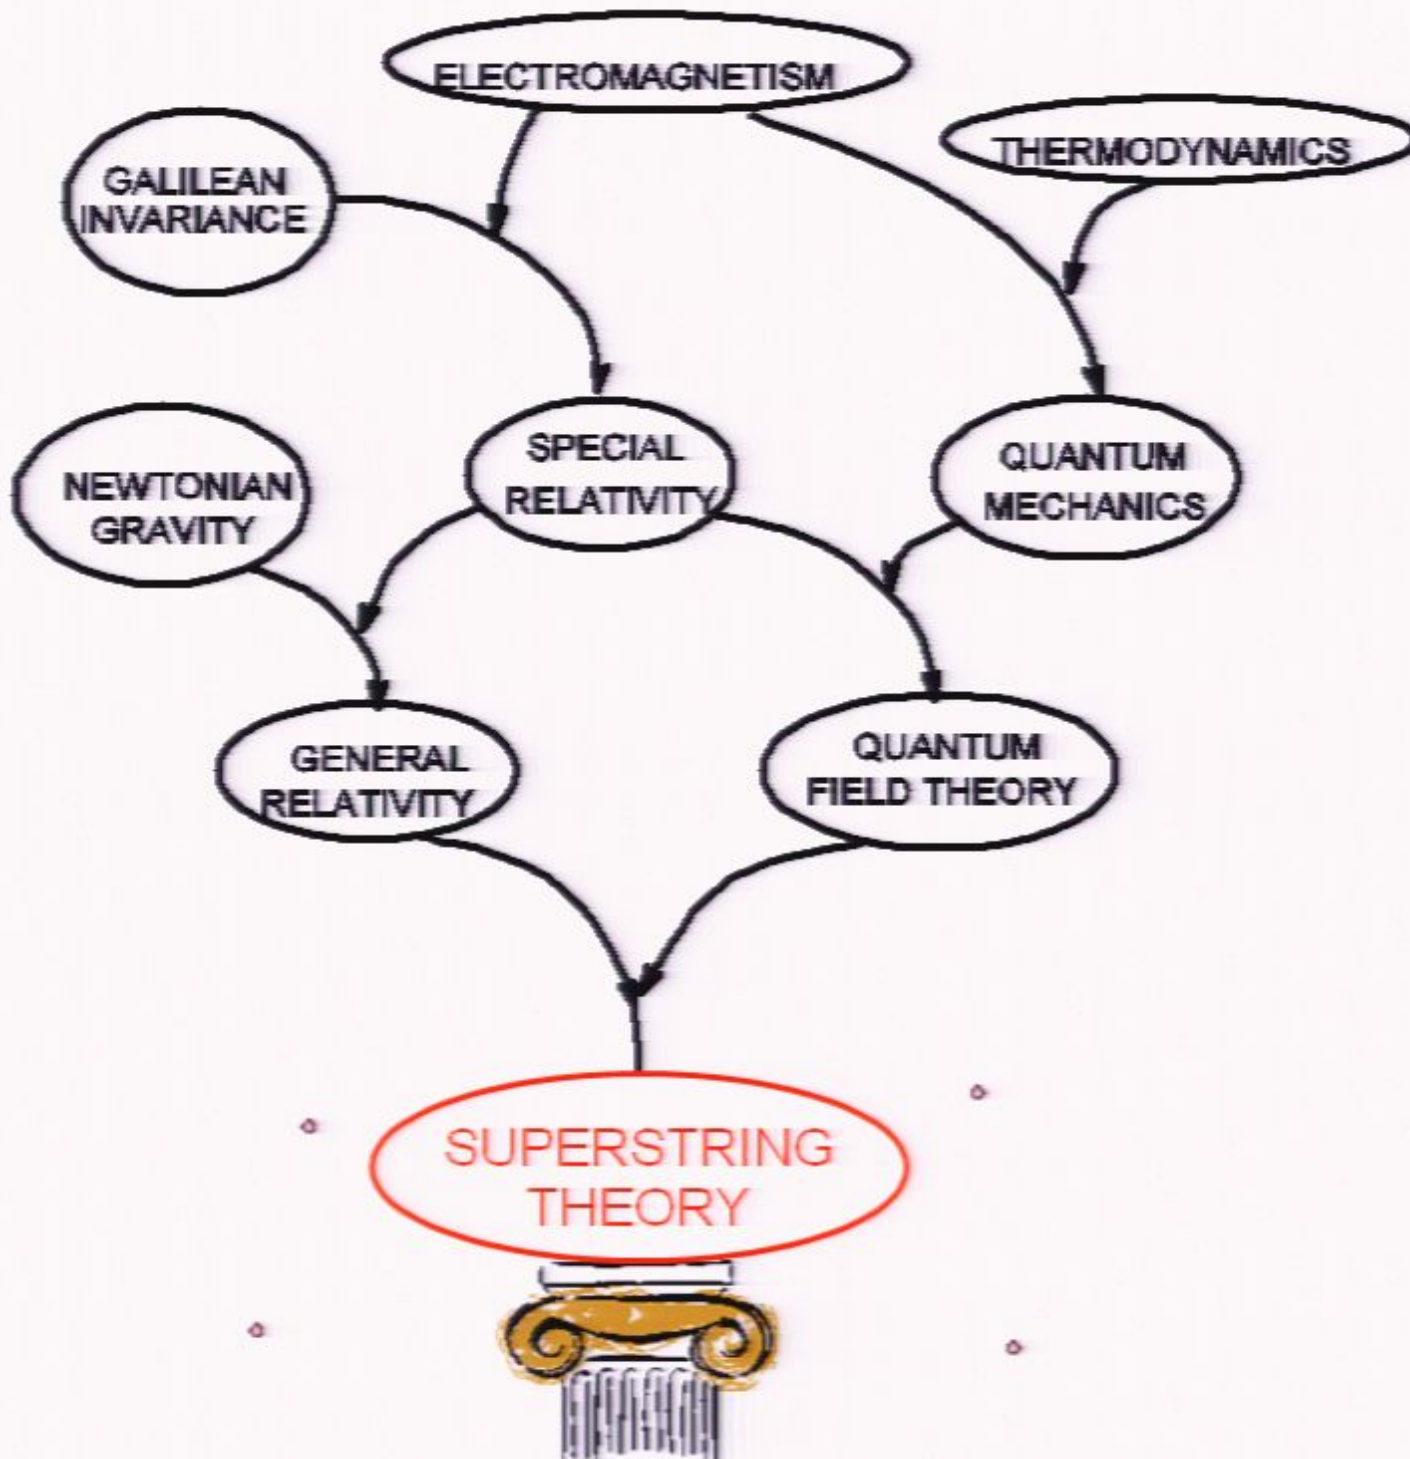 ELECTROMAGNETISM
THERMODYNAMICS
GALILEAN
INVARIANCE
SPECIAL
RELATIVITY
QUANTUM
MECHANICS
NEWTONIAN
GRAVITY
GENERAL
RELATIVITY
QUANTUM
FIELD THEORY
SUPERSTRING
THEORY